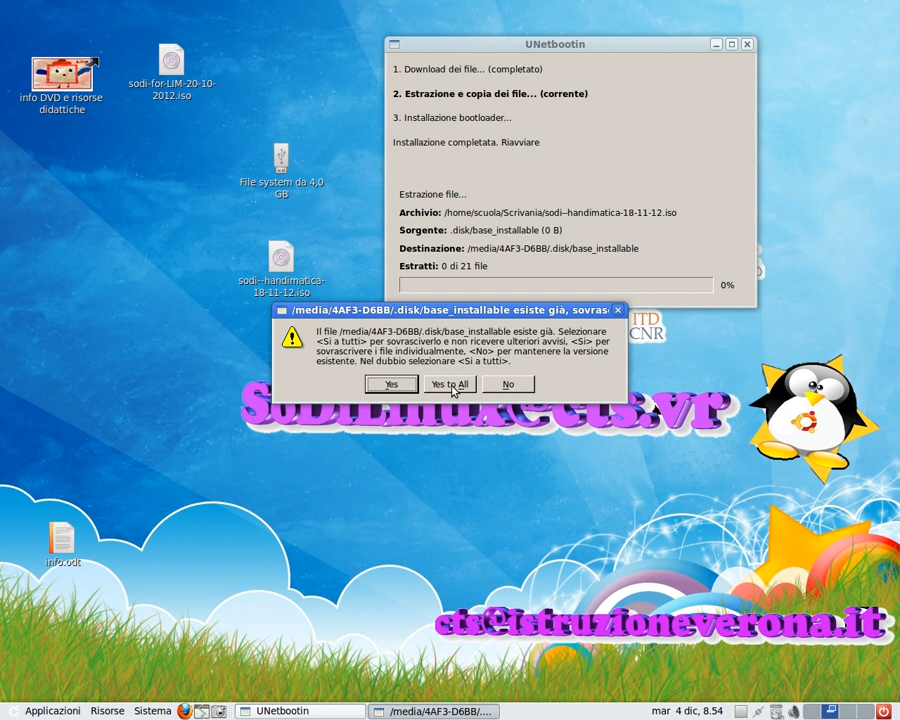 info DVD e risorse
didattiche
sodi-for-LIM-20-10-
2012.iso
File system da 4,0
GB
sodi--handimatica-
18-11-12.iso
info.odt
UNetbootin
1. Download dei file... (completato)
2. Estrazione e copia dei file... (corrente)
3. Installazione bootloader...
Installazione completata. Riavviare
Estrazione file...
Archivio: /home/scuola/Scrivania/sodi--handimatica-18-11-12.iso
Sorgente: .disk/base_installable (0 B)
Destinazione: /media/4AF3-D6BB/.disk/base_installable
Estratti: 0 di 21 file
0%
/media/4AF3-D6BB/.disk/base_installable esiste già, sovras
Il file /media/4AF3-D6BB/.disk/base_installable esiste già. Selezionare
<Si a tutti> per sovrascriverlo e non ricevere ulteriori avvisi, <Si> per
sovrascrivere i file individualmente, <No> per mantenere la versione
esistente. Nel dubbio selezionare <Si a tutti>.
Yes
Yes to All
No
ITD
CNR
SoDiLinux@cts.vr
cts@istruzioneverona.it
Applicazioni Risorse Sistema
UNetbootin
/media/4AF3-D6BB/....
mar 4 dic, 8.54